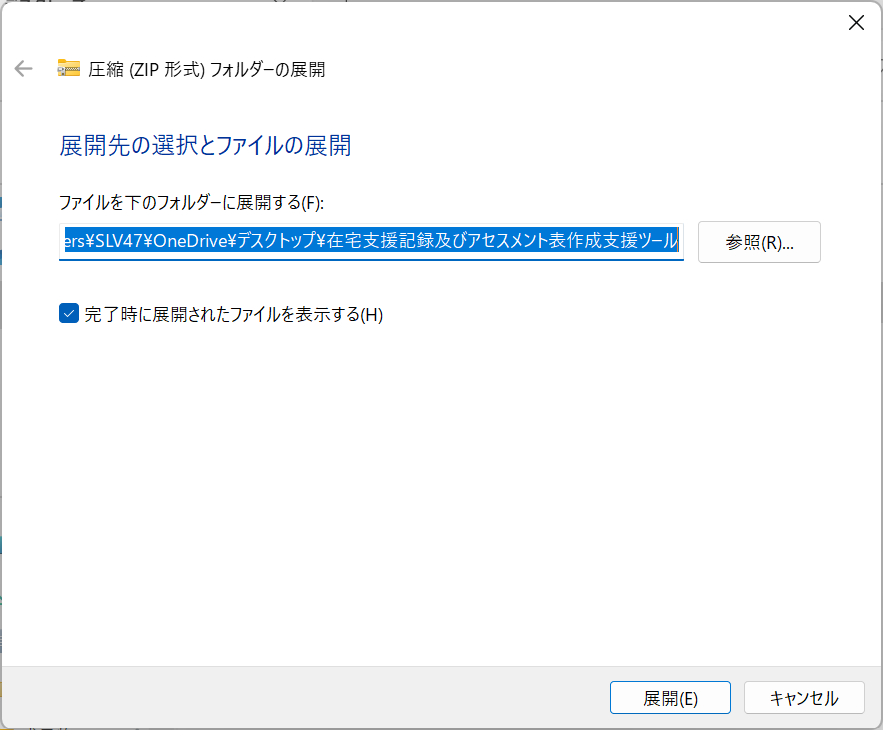 圧縮 (ZIP 形式) フォルダーの展開
展開先の選択とファイルの展開
ファイルを下のフォルダーに展開する(F):
ers¥SLV47¥OneDrive¥デスクトップ¥在宅支援記録及びアセスメント表作成支援ツール
参照(R)...
完了時に展開されたファイルを表示する(H)
展開(E)
キャンセル